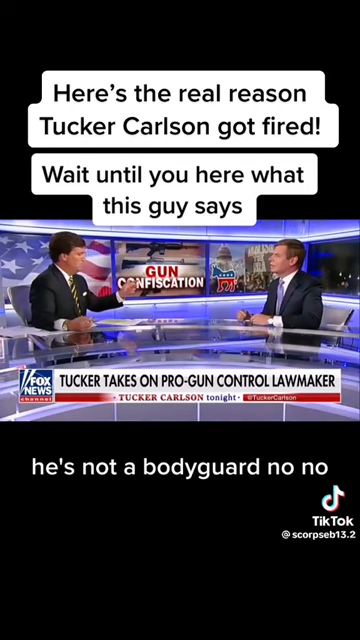 Here's the real reason
Tucker Carlson got fired!
Wait until you here what
this guy says
GUN
CONFISCATION
FOX
NEWS
channel
TUCKER TAKES ON PRO-GUN CONTROL LAWMAKER
TUCKER CARLSON tonight
@TuckerCarlson
he's not a bodyguard no no
TikTok
@scorpseb13.2